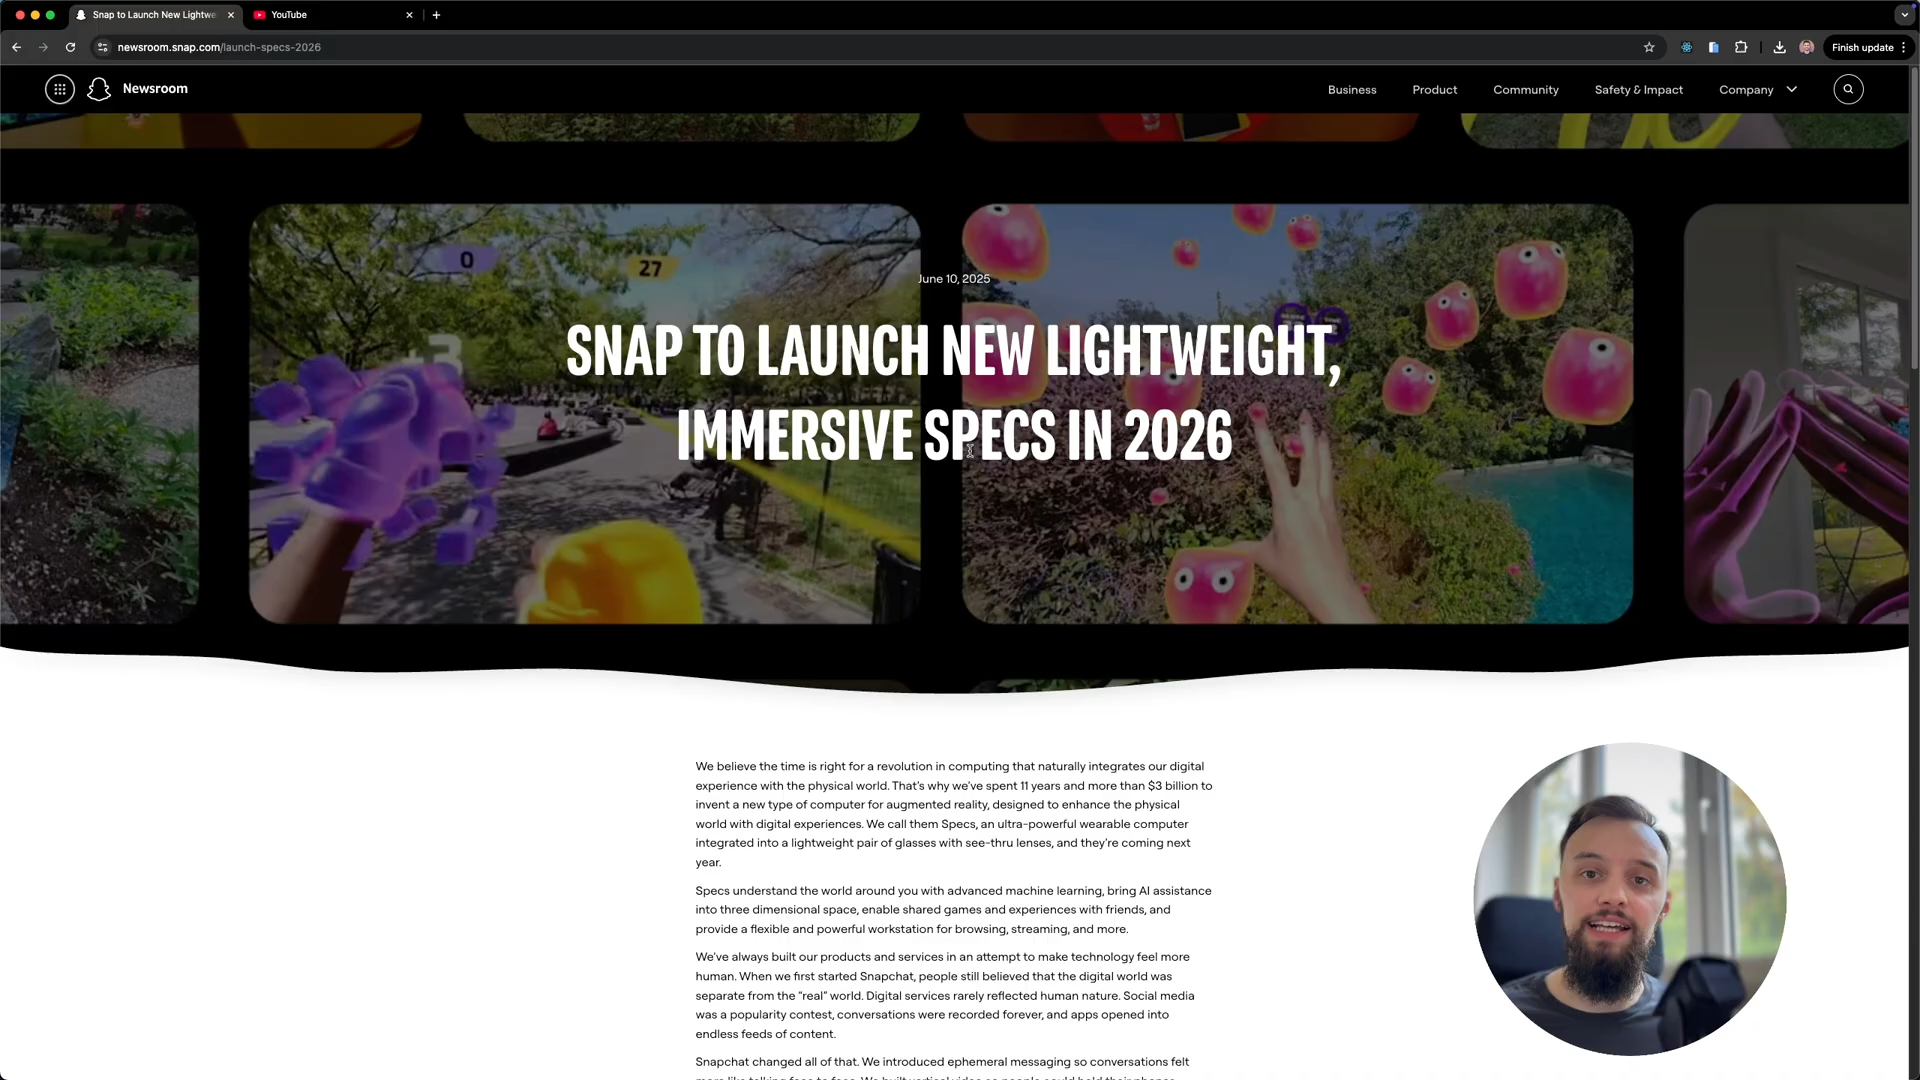 Snap to Launch New Lightwe
YouTube
newsroom.snap.com/launch-specs-2026
Finish update
Newsroom
Business
Product
Community
Safety & Impact
Company
0
27
+3
June 10, 2025
SNAP TO LAUNCH NEW LIGHTWEIGHT,
IMMERSIVE SPECS IN 2026
We believe the time is right for a revolution in computing that naturally integrates our digital
experience with the physical world. That's why we've spent 11 years and more than $3 billion to
invent a new type of computer for augmented reality, designed to enhance the physical
world with digital experiences. We call them Specs, an ultra-powerful wearable computer
integrated into a lightweight pair of glasses with see-thru lenses, and they're coming next
year.
Specs understand the world around you with advanced machine learning, bring AI assistance
into three dimensional space, enable shared games and experiences with friends, and
provide a flexible and powerful workstation for browsing, streaming, and more.
We've always built our products and services in an attempt to make technology feel more
human. When we first started Snapchat, people still believed that the digital world was
separate from the "real" world. Digital services rarely reflected human nature. Social media
was a popularity contest, conversations were recorded forever, and apps opened into
endless feeds of content.
Snapchat changed all of that. We introduced ephemeral messaging so conversations felt